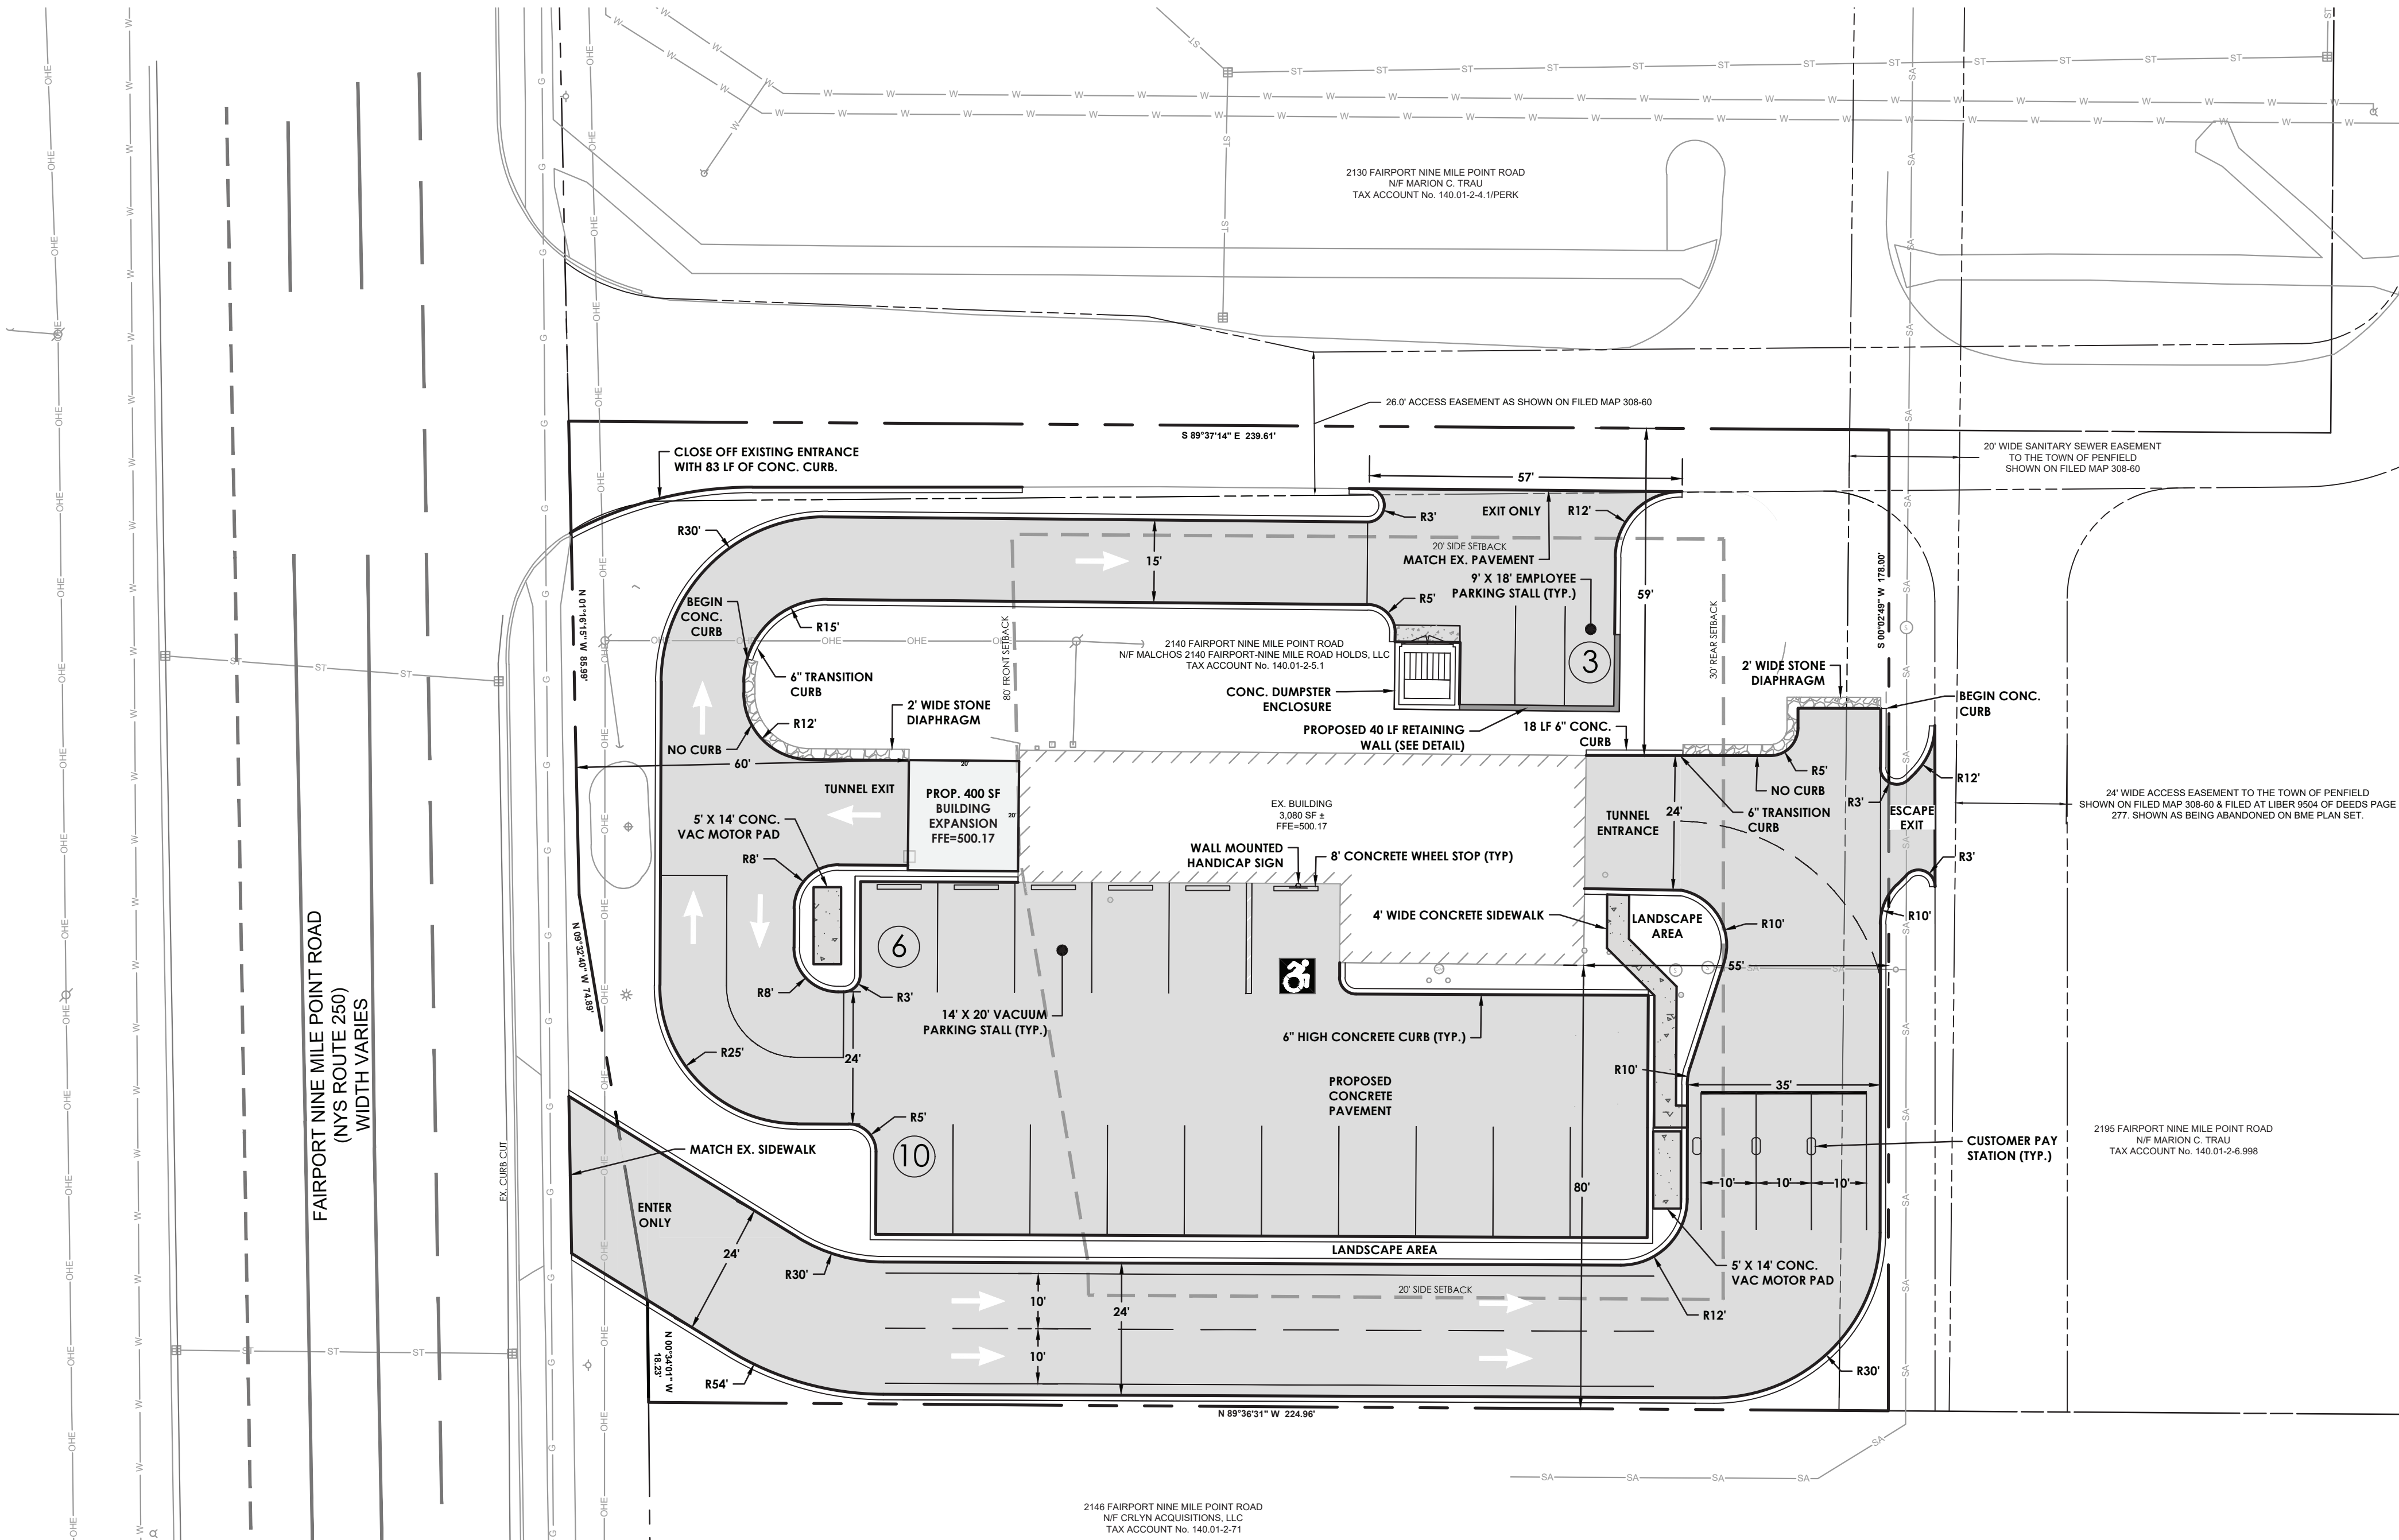 2130 FAIRPORT NINE MILE POINT ROAD
N/F MARION C. TRAU
TAX ACCOUNT No. 140.01-2-4.1/PERK
26.0' ACCESS EASEMENT AS SHOWN ON FILED MAP 308-60
S 89°37'14" E 239.61'
20' WIDE SANITARY SEWER EASEMENT
TO THE TOWN OF PENFIELD
SHOWN ON FILED MAP 308-60
CLOSE OFF EXISTING ENTRANCE
WITH 83 LF OF CONC. CURB.
57'
R3'
EXIT ONLY
R12'
R30'
20' SIDE SETBACK
MATCH EX. PAVEMENT
15'
9' X 18' EMPLOYEE
PARKING STALL (TYP.)
59'
N 01°16'15" W 85.99'
S 00°02'49" W 178.00'
BEGIN
CONC.
CURB
R15'
R5'
80' FRONT SETBACK
30' REAR SETBACK
2140 FAIRPORT NINE MILE POINT ROAD
N/F MALCHOS 2140 FAIRPORT-NINE MILE ROAD HOLDS, LLC
TAX ACCOUNT No. 140.01-2-5.1
3
6" TRANSITION
CURB
2' WIDE STONE
DIAPHRAGM
CONC. DUMPSTER
ENCLOSURE
2' WIDE STONE
DIAPHRAGM
BEGIN CONC.
CURB
R12'
NO CURB
PROPOSED 40 LF RETAINING
WALL (SEE DETAIL)
18 LF 6" CONC.
CURB
60'
20'
R5'
R12'
NO CURB
TUNNEL EXIT
PROP. 400 SF
BUILDING
EXPANSION
FFE=500.17
20'
EX. BUILDING
3,080 SF ±
FFE=500.17
TUNNEL
ENTRANCE
24'
6" TRANSITION
CURB
R3'
ESCAPE
EXIT
24' WIDE ACCESS EASEMENT TO THE TOWN OF PENFIELD
SHOWN ON FILED MAP 308-60 & FILED AT LIBER 9504 OF DEEDS PAGE
277. SHOWN AS BEING ABANDONED ON BME PLAN SET.
5' X 14' CONC.
VAC MOTOR PAD
R8'
WALL MOUNTED
HANDICAP SIGN
8' CONCRETE WHEEL STOP (TYP)
R3'
4' WIDE CONCRETE SIDEWALK
LANDSCAPE
AREA
R10'
R10'
6
N 09°32'40" W 74.89'
55'
R8'
R3'
14' X 20' VACUUM
PARKING STALL (TYP.)
6" HIGH CONCRETE CURB (TYP.)
R25'
24'
R10'
35'
PROPOSED
CONCRETE
PAVEMENT
R5'
10
MATCH EX. SIDEWALK
EX. CURB CUT
FAIRPORT NINE MILE POINT ROAD
(NYS ROUTE 250)
WIDTH VARIES
CUSTOMER PAY
STATION (TYP.)
2195 FAIRPORT NINE MILE POINT ROAD
N/F MARION C. TRAU
TAX ACCOUNT No. 140.01-2-6.998
10'
10'
10'
80'
ENTER
ONLY
24'
LANDSCAPE AREA
R30'
5' X 14' CONC.
VAC MOTOR PAD
20' SIDE SETBACK
10'
24'
R12'
10'
N 00°34'01" W
18.23'
R54'
R30'
N 89°36'31" W 224.96'
2146 FAIRPORT NINE MILE POINT ROAD
N/F CRLYN ACQUISITIONS, LLC
TAX ACCOUNT No. 140.01-2-71